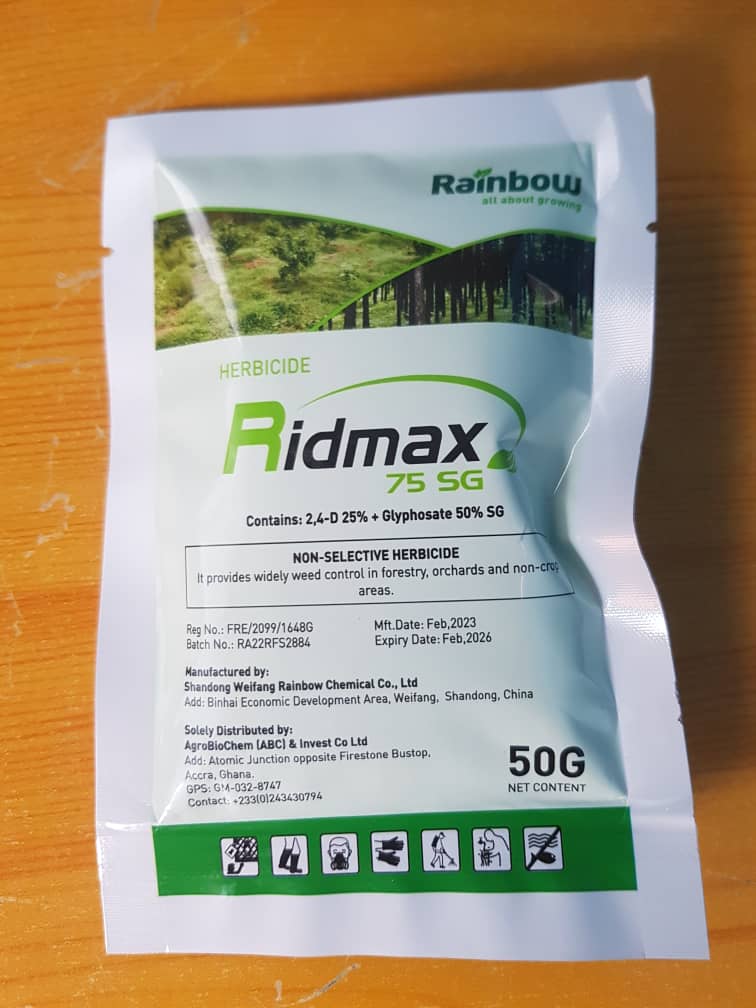 Rainbow
all about growing
HERBICIDE
Ridmax
75 SG
Contains: 2,4-D 25% + Glyphosate 50% SG
NON-SELECTIVE HERBICIDE
It provides widely weed control in forestry, orchards and non-crop
areas.
Reg No.: FRE/2099/1648G
Batch No.: RA22RFS2884
Mft.Date: Feb,2023
Expiry Date: Feb,2026
Manufactured by:
Shandong Weifang Rainbow Chemical Co., Ltd
Add: Binhai Economic Development Area, Weifang, Shandong, China
Solely Distributed by:
AgroBioChem (ABC) & Invest Co Ltd
Add: Atomic Junction opposite Firestone Bustop,
Accra, Ghana.
GPS: GM-032-8747
Contact: +233(0)243430794
50G
NET CONTENT